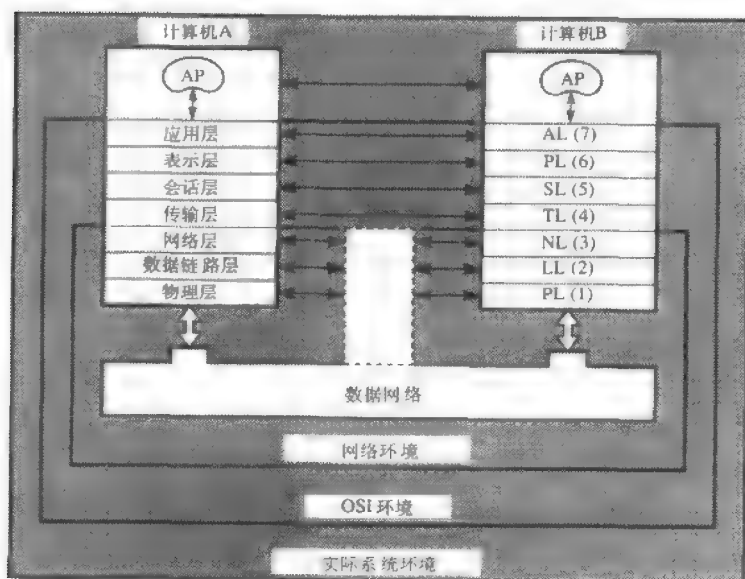 计算机A
计算机B
AP
AP
应用层
AL (7)
表示层
PL (6)
会话层
SL (5)
传输层
TL (4)
网络层
NL (3)
数据链路层
LL (2)
物理层
PL (1)
数据网络
网络环境
OSI 环境
实际系统环境